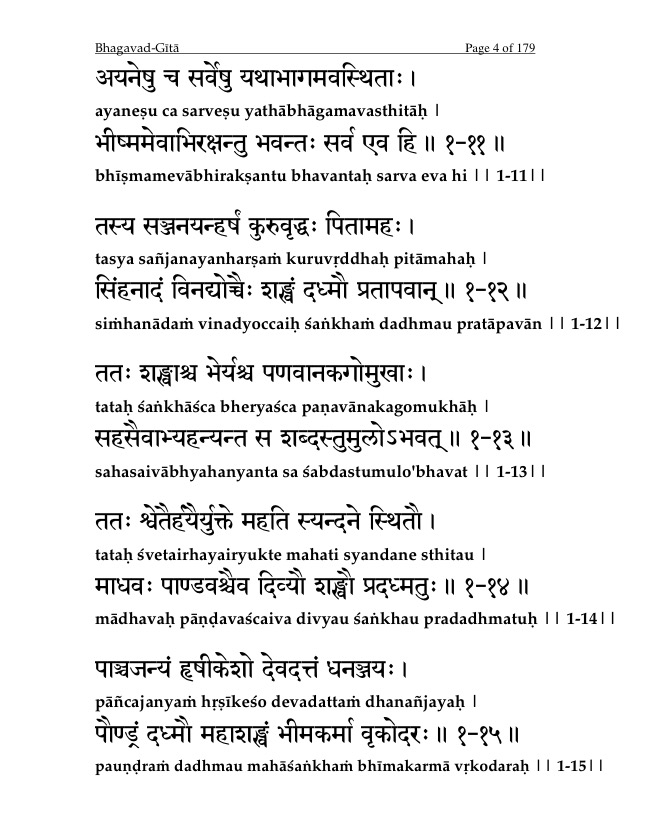 Bhagavad-Gītā Page 4 of 179
अयनेषु च सर्वेषु यथाभागमवस्थिताः ।
ayaneṣu ca sarveṣu yathābhāgamavasthitāḥ |
भीष्ममेवाभिरक्षन्तु भवन्तः सर्व एव हि ॥ १-११ ॥
bhīṣmamevābhirakṣantu bhavantaḥ sarva eva hi || 1-11||
तस्य सञ्जनयन्हर्षं कुरुवृद्धः पितामहः ।
tasya sañjanayanharṣaṁ kuruvṛddhaḥ pitāmahaḥ |
सिंहनादं विनद्योच्चैः शङ्खं दध्मौ प्रतापवान् ॥ १-१२ ॥
siṁhanādaṁ vinadyoccaiḥ śaṅkhaṁ dadhmau pratāpavān || 1-12||
ततः शङ्खाश्च भेर्यश्च पणवानकगोमुखाः ।
tataḥ śaṅkhāśca bheryaśca paṇavānakagomukhāḥ |
सहसैवाभ्यहन्यन्त स शब्दस्तुमुलोऽभवत् ॥ १-१३ ॥
sahasaivābhyahanyanta sa śabdastumulo'bhavat || 1-13||
ततः श्वेतैर्हयैर्युक्ते महति स्यन्दने स्थितौ ।
tataḥ śvetairhayairyukte mahati syandane sthitau |
माधवः पाण्डवश्चैव दिव्यौ शङ्खौ प्रदध्मतुः ॥ १-१४ ॥
mādhavaḥ pāṇḍavaścaiva divyau śaṅkhau pradadhmatuḥ || 1-14||
पाञ्चजन्यं हृषीकेशो देवदत्तं धनञ्जयः ।
pāñcajanyaṁ hṛṣīkeśo devadattaṁ dhanañjayaḥ |
पौण्ड्रं दध्मौ महाशङ्खं भीमकर्मा वृकोदरः ॥ १-१५ ॥
pauṇḍraṁ dadhmau mahāśaṅkhaṁ bhīmakarmā vṛkodaraḥ || 1-15||